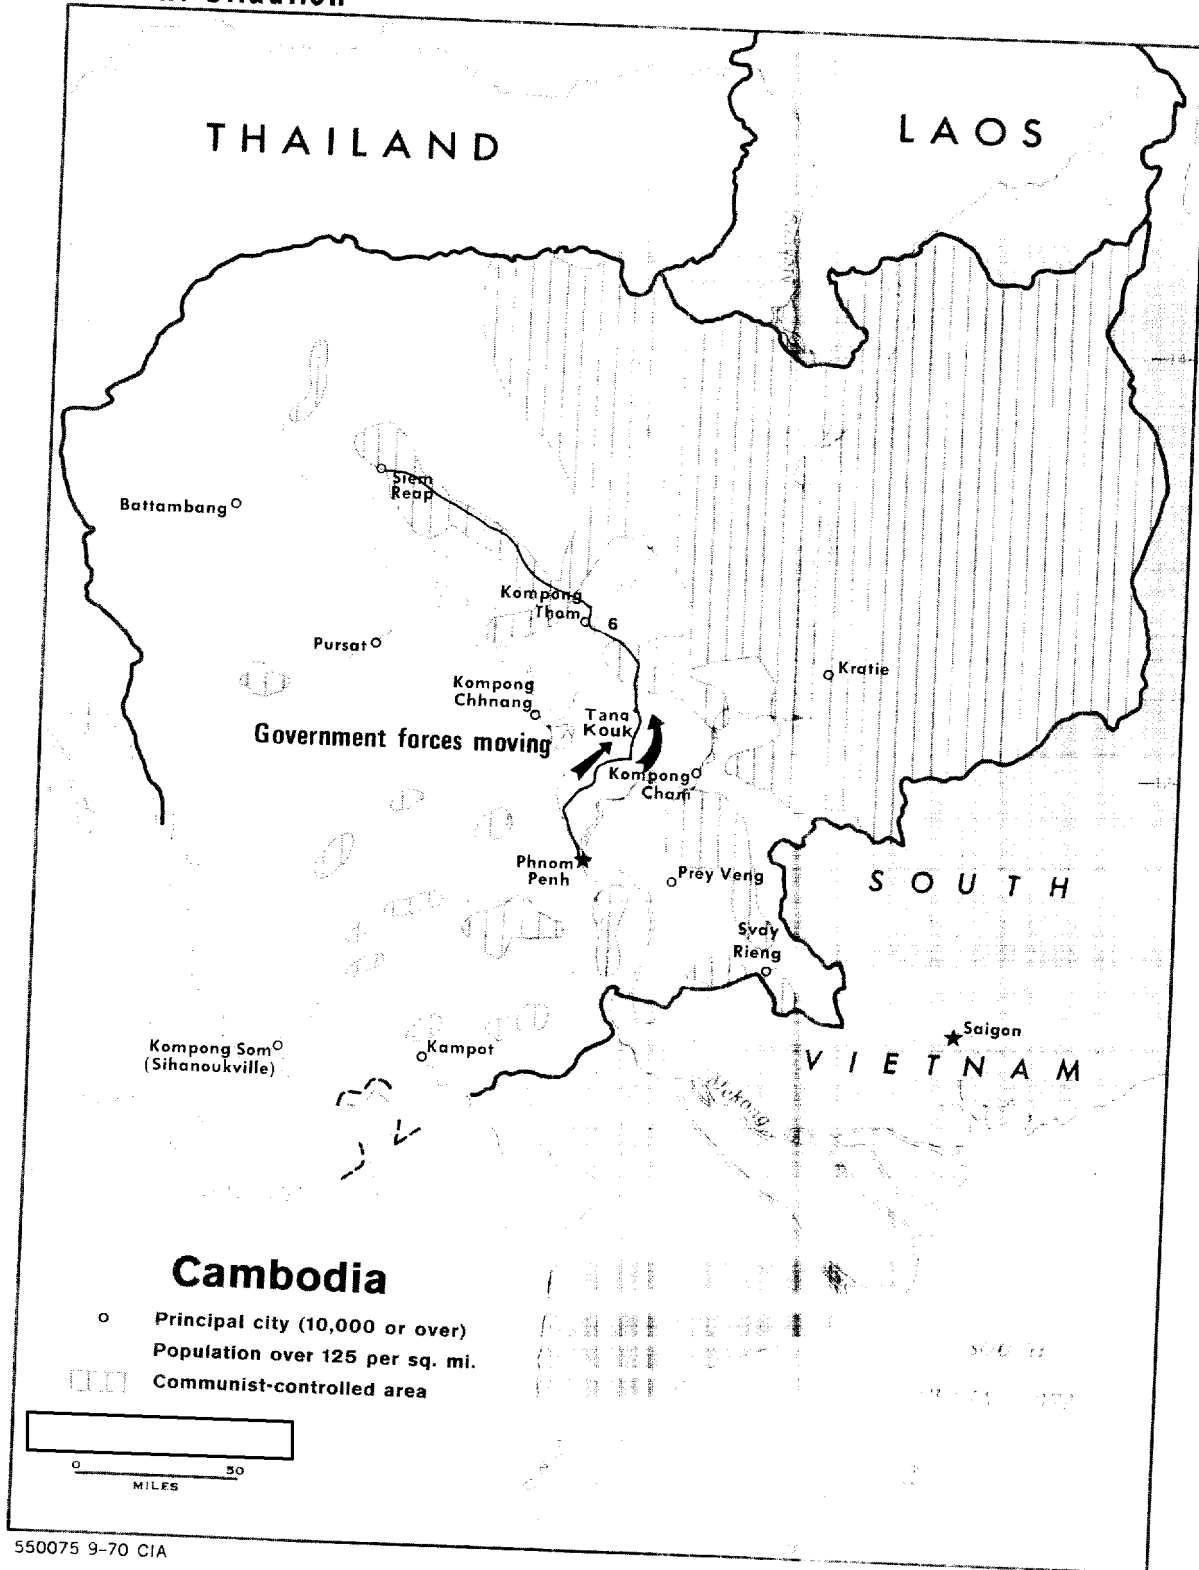 Situation
THAILAND
LAOS
Siem
Reap
Battambang
Kompong
Thom
6
Pursat
Kratie
Kompong
Chhnang
Tang
Kouk
Government forces moving
Kompong
Cham
Phnom
Penh
Prey Veng
SOUTH
Svay
Rieng
Saigon
Kompong Som
(Sihanoukville)
Kampot
VIETNAM
Mekong
Cambodia
Principal city (10,000 or over)
Population over 125 per sq. mi.
Communist-controlled area
0 50
MILES
550075 9-70 CIA